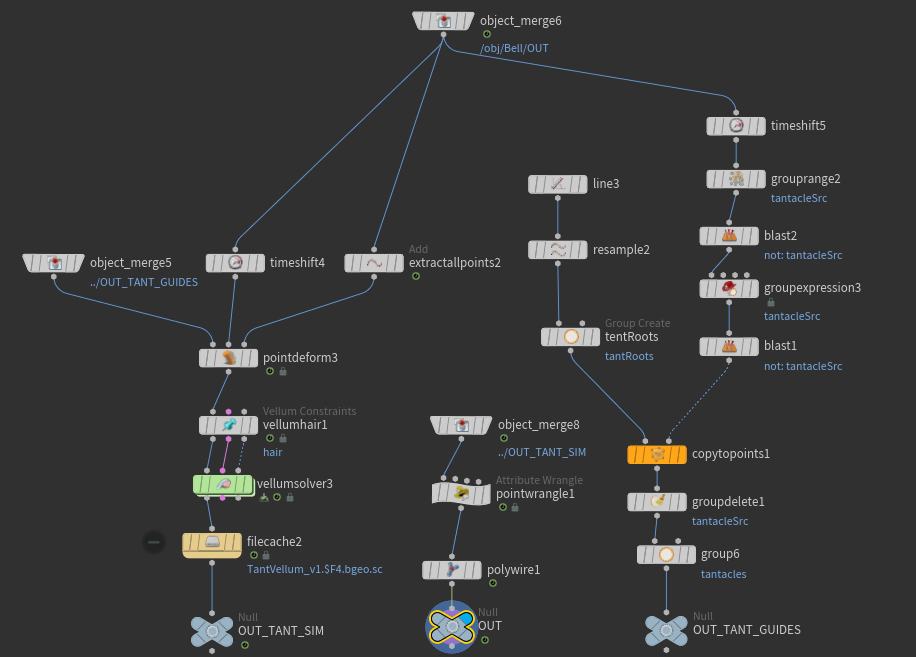 object_merge6
/obj/Bell/OUT
timeshift5
grouprange2
tantacleSrc
line3
blast2
not: tantacleSrc
resample2
Add
object_merge5
../OUT_TANT_GUIDES
timeshift4
extractallpoints2
groupexpression3
tantacleSrc
Group Create
tentRoots
tantRoots
blast1
not: tantacleSrc
pointdeform3
Vellum Constraints
vellumhair1
hair
object_merge8
../OUT_TANT_SIM
copytopoints1
vellumsolver3
Attribute Wrangle
pointwrangle1
groupdelete1
tantacleSrc
filecache2
TantVellum_v1.$F4.bgeo.sc
polywire1
group6
tantacles
Null
OUT_TANT_SIM
Null
OUT
Null
OUT_TANT_GUIDES